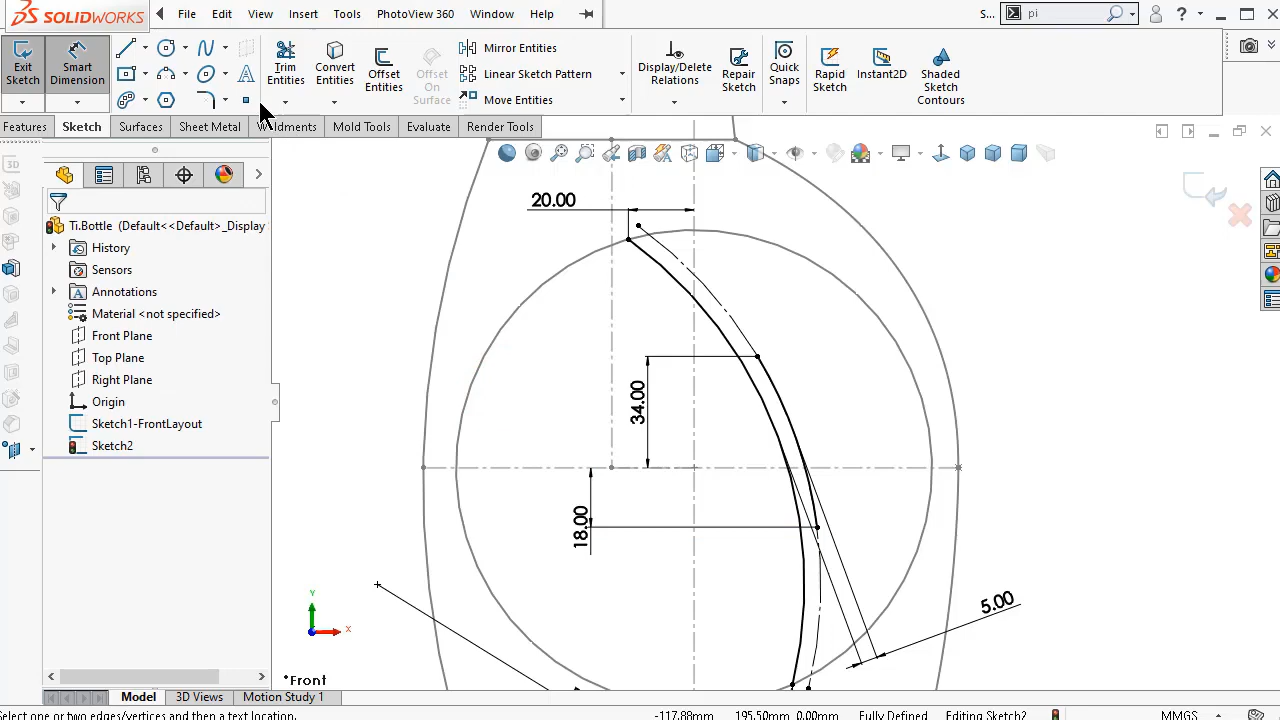 SOLIDWORKS File Edit View Insert Tools PhotoView 360 Window Help S... pi ?
Exit Sketch
Smart Dimension
Trim Entities
Convert Entities
Offset Entities
Offset On Surface
Mirror Entities
Linear Sketch Pattern
Move Entities
Display/Delete Relations
Repair Sketch
Quick Snaps
Rapid Sketch
Instant2D
Shaded Sketch Contours
Features Sketch Surfaces Sheet Metal Weldments Mold Tools Evaluate Render Tools
Ti.Bottle (Default<<Default>_Display
History
Sensors
Annotations
Material <not specified>
Front Plane
Top Plane
Right Plane
Origin
Sketch1-FrontLayout
Sketch2
20.00
34.00
18.00
5.00
Y
X
*Front
Model 3D Views Motion Study 1
Select one or two edges/vertices and then a text location. -117.88mm 195.50mm 0.00mm Fully Defined Editing Sketch2 MMGS